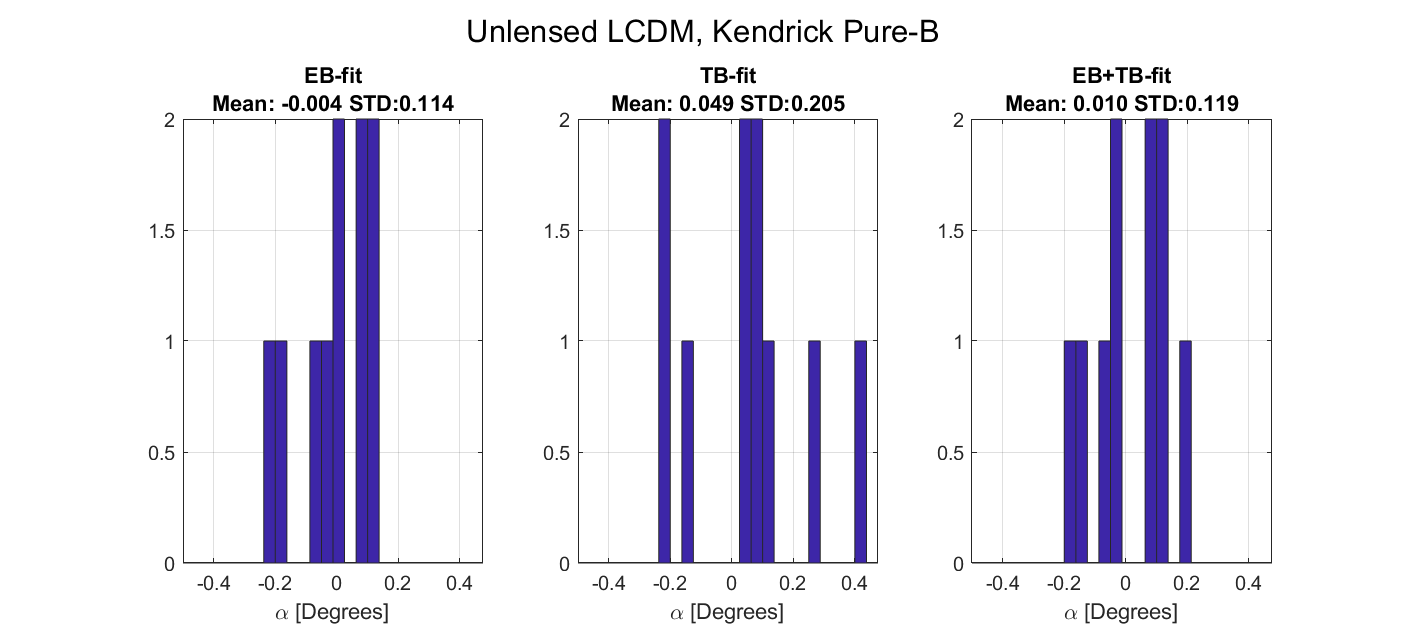 Unlensed LCDM, Kendrick Pure-B
EB-fit
Mean: -0.004 STD:0.114
2
1.5
1
0.5
0
-0.4 -0.2 0 0.2 0.4
α [Degrees]
TB-fit
Mean: 0.049 STD:0.205
2
1.5
1
0.5
0
-0.4 -0.2 0 0.2 0.4
α [Degrees]
EB+TB-fit
Mean: 0.010 STD:0.119
2
1.5
1
0.5
0
-0.4 -0.2 0 0.2 0.4
α [Degrees]